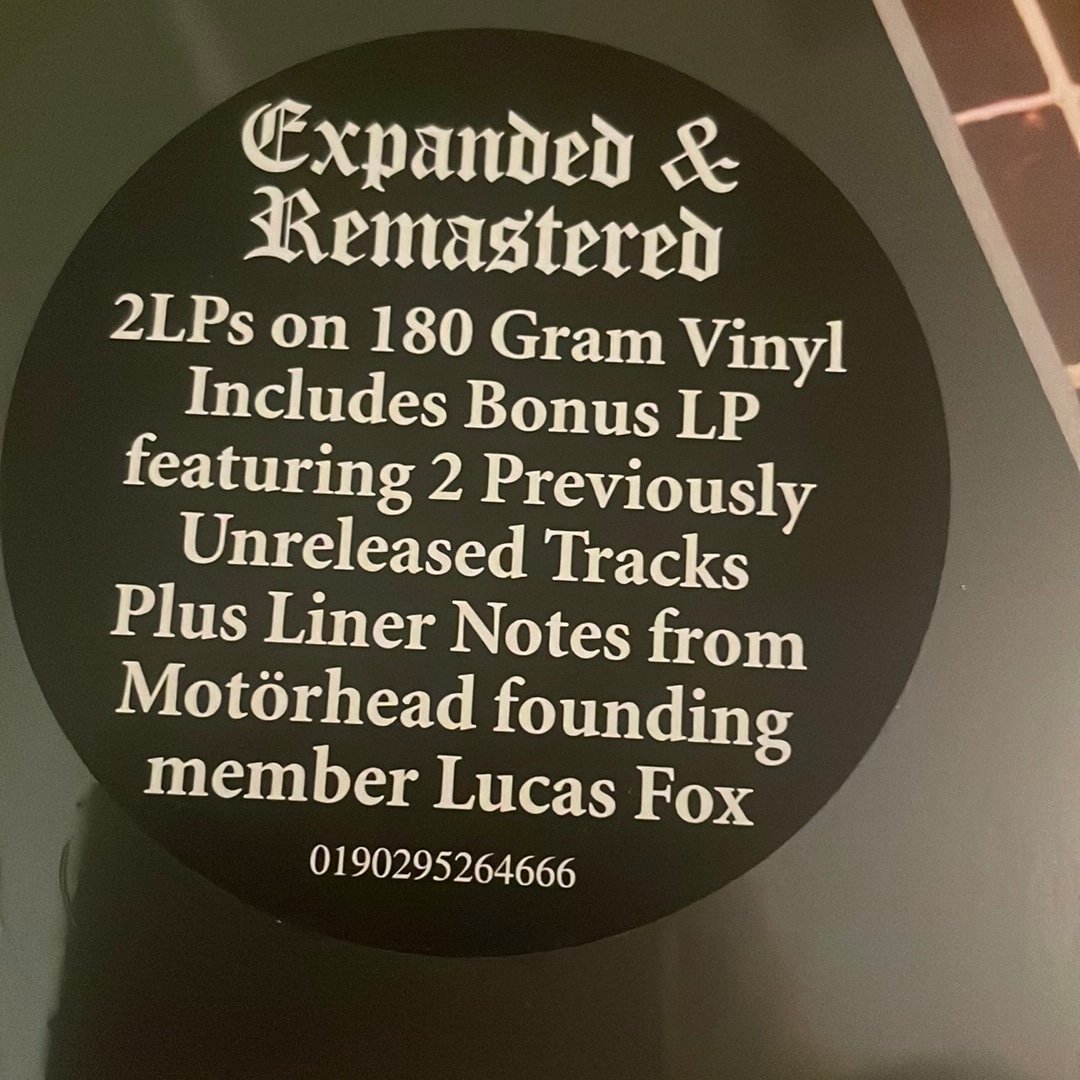 Expanded &
Remastered
2LPs on 180 Gram Vinyl
Includes Bonus LP
featuring 2 Previously
Unreleased Tracks
Plus Liner Notes from
Motörhead founding
member Lucas Fox
0190295264666